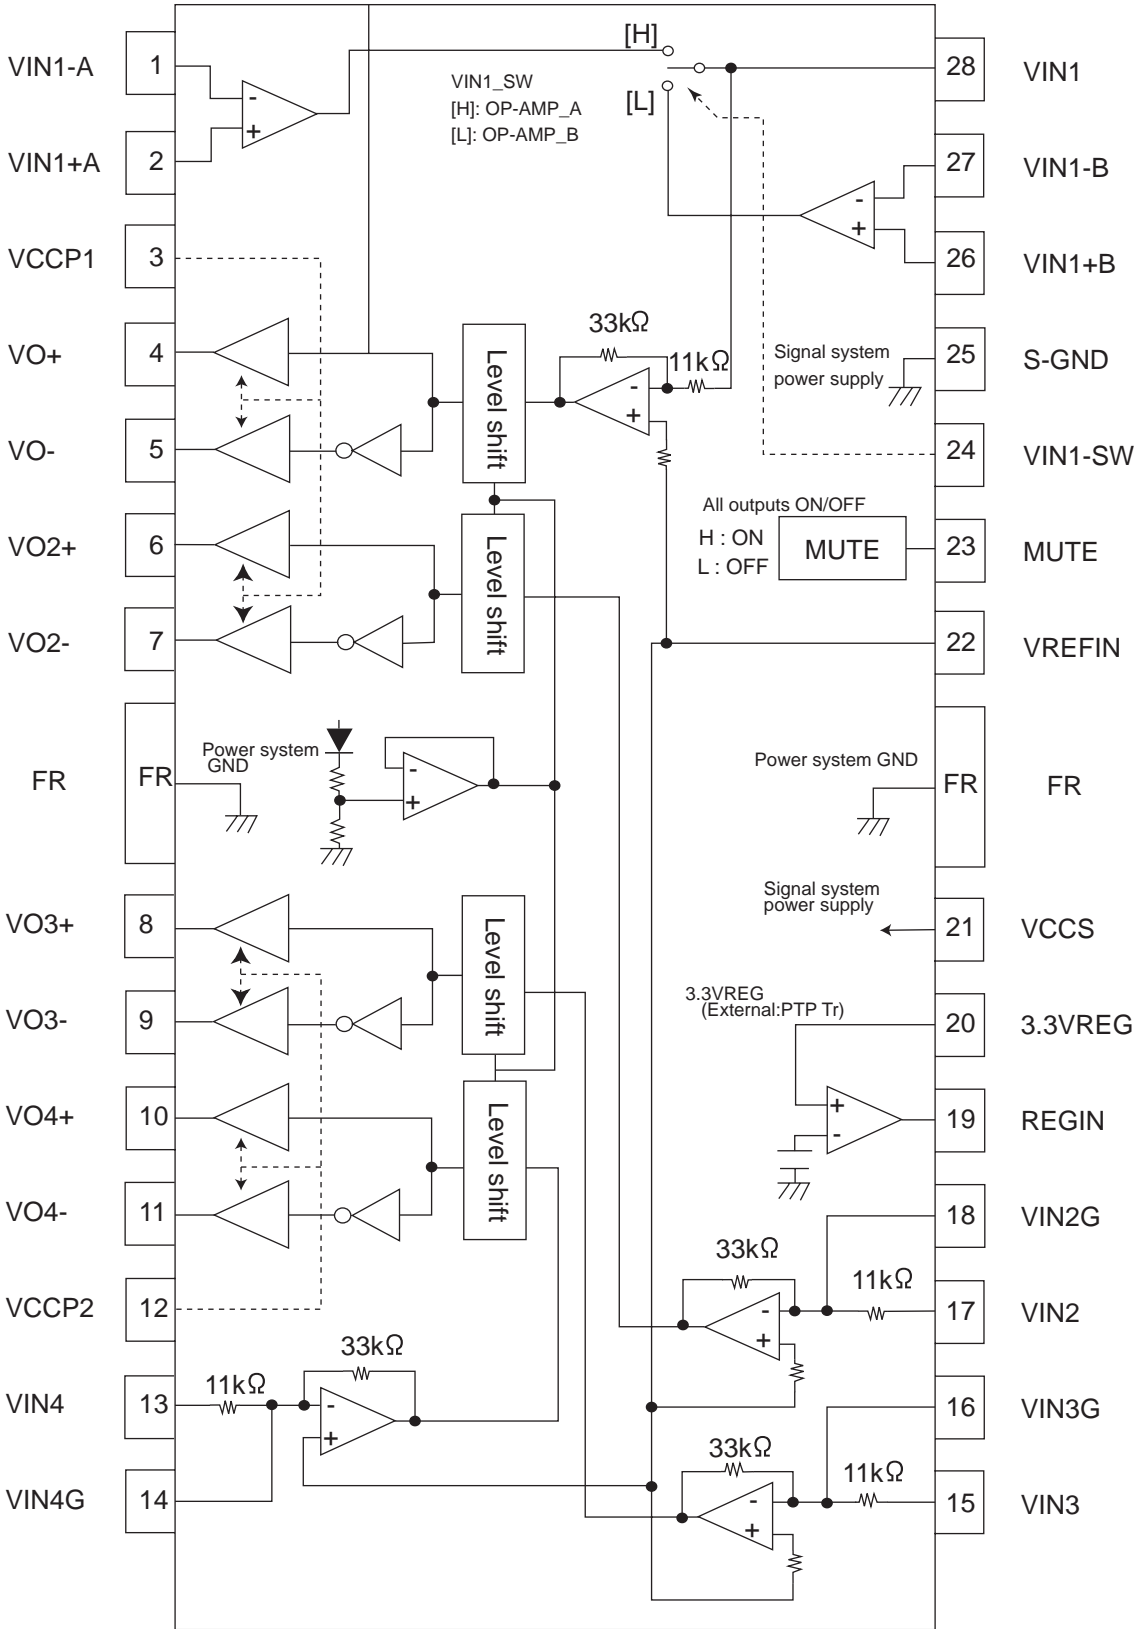 VIN1-A 1
VIN1+A 2
VCCP1 3
VO+ 4
VO- 5
VO2+ 6
VO2- 7
FR FR
VO3+ 8
VO3- 9
VO4+ 10
VO4- 11
VCCP2 12
VIN4 13
VIN4G 14
[H]
VIN1_SW
[H]: OP-AMP_A
[L]: OP-AMP_B
[L]
-
+
-
+
33kΩ
11kΩ
-
+
Level shift
Level shift
Signal system
power supply
All outputs ON/OFF
H : ON
L : OFF
MUTE
Power system
GND
-
+
Power system GND
Signal system
power supply
Level shift
Level shift
3.3VREG
(External:PTP Tr)
+
-
33kΩ
11kΩ
-
+
33kΩ
11kΩ
-
+
33kΩ
11kΩ
-
+
28 VIN1
27 VIN1-B
26 VIN1+B
25 S-GND
24 VIN1-SW
23 MUTE
22 VREFIN
FR FR
21 VCCS
20 3.3VREG
19 REGIN
18 VIN2G
17 VIN2
16 VIN3G
15 VIN3